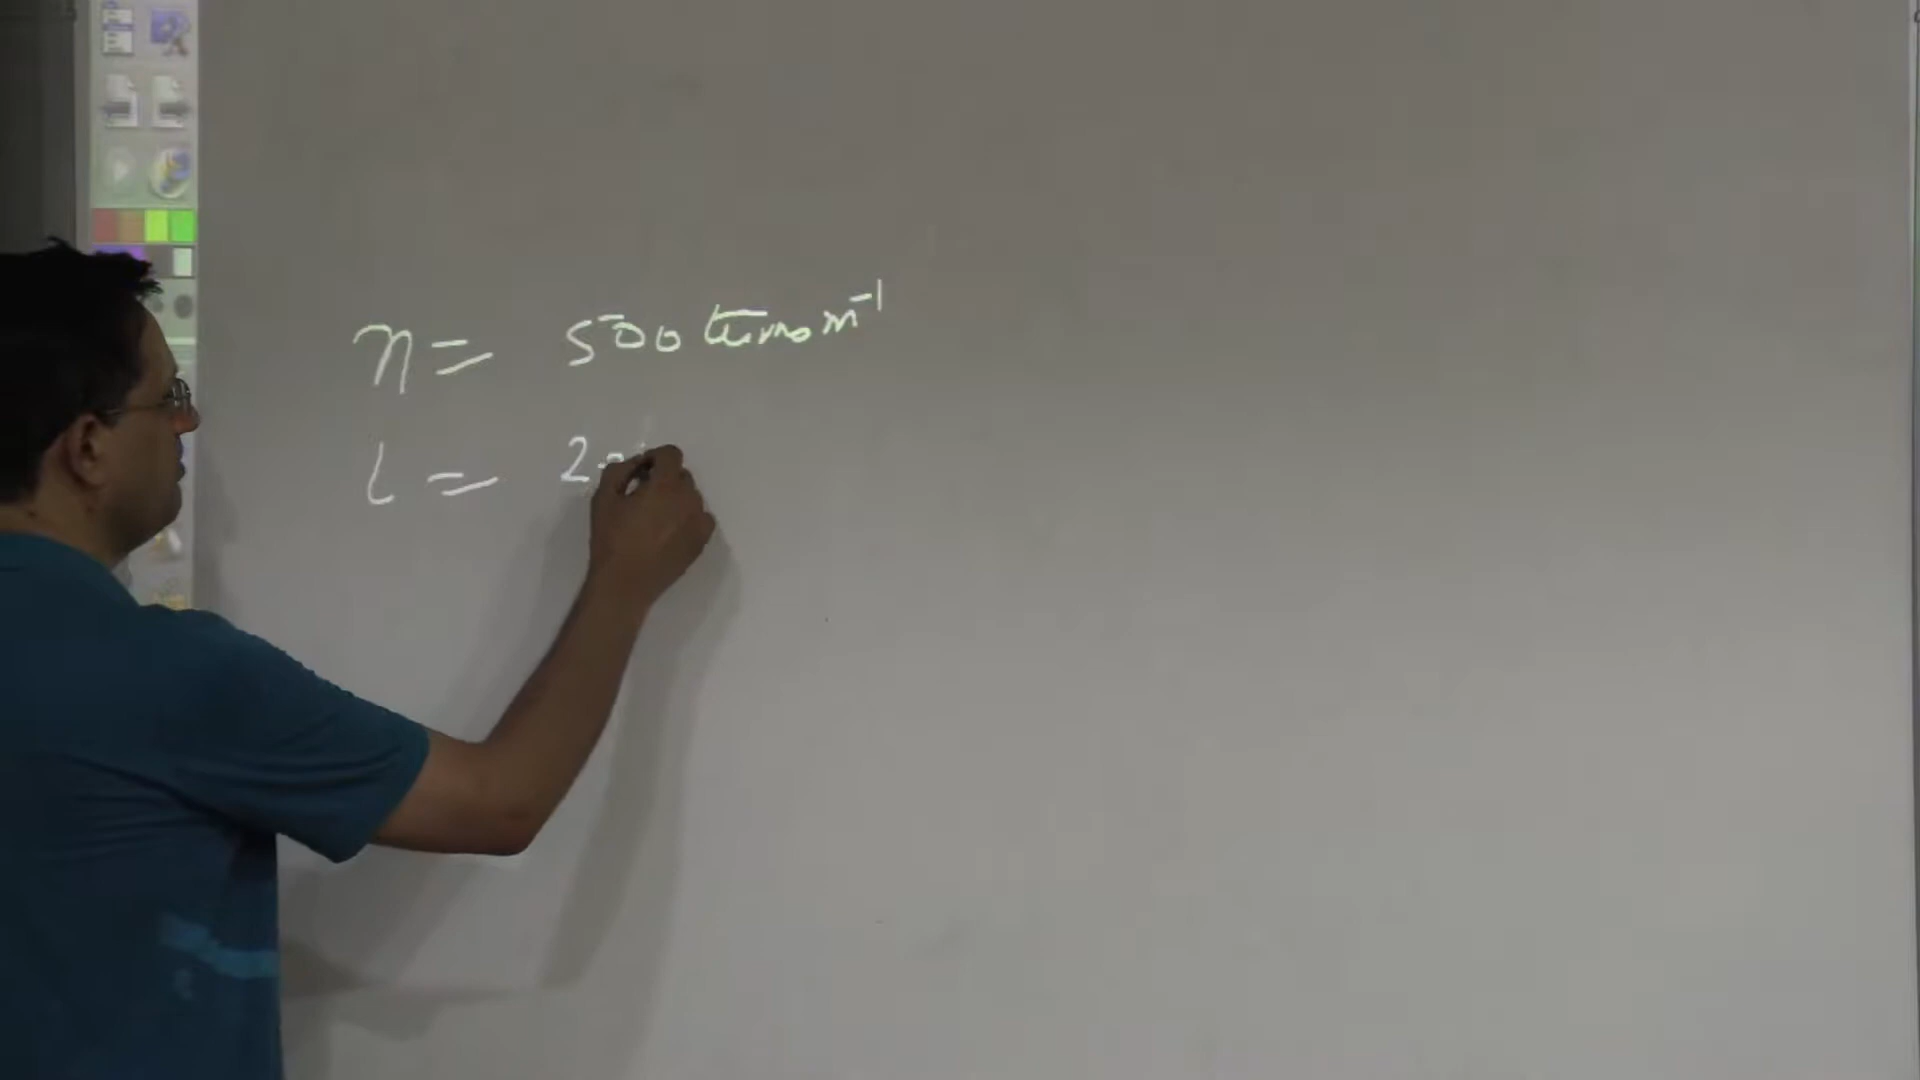 n = 500 turns m⁻¹
l = 2